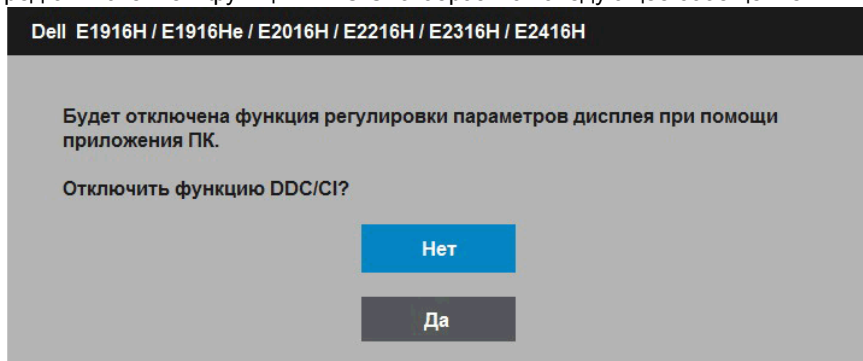 Dell E1916H / E1916He / E2016H / E2216H / E2316H / E2416H
Будет отключена функция регулировки параметров дисплея при помощи
приложения ПК.
Отключить функцию DDC/CI?
Нет
Да